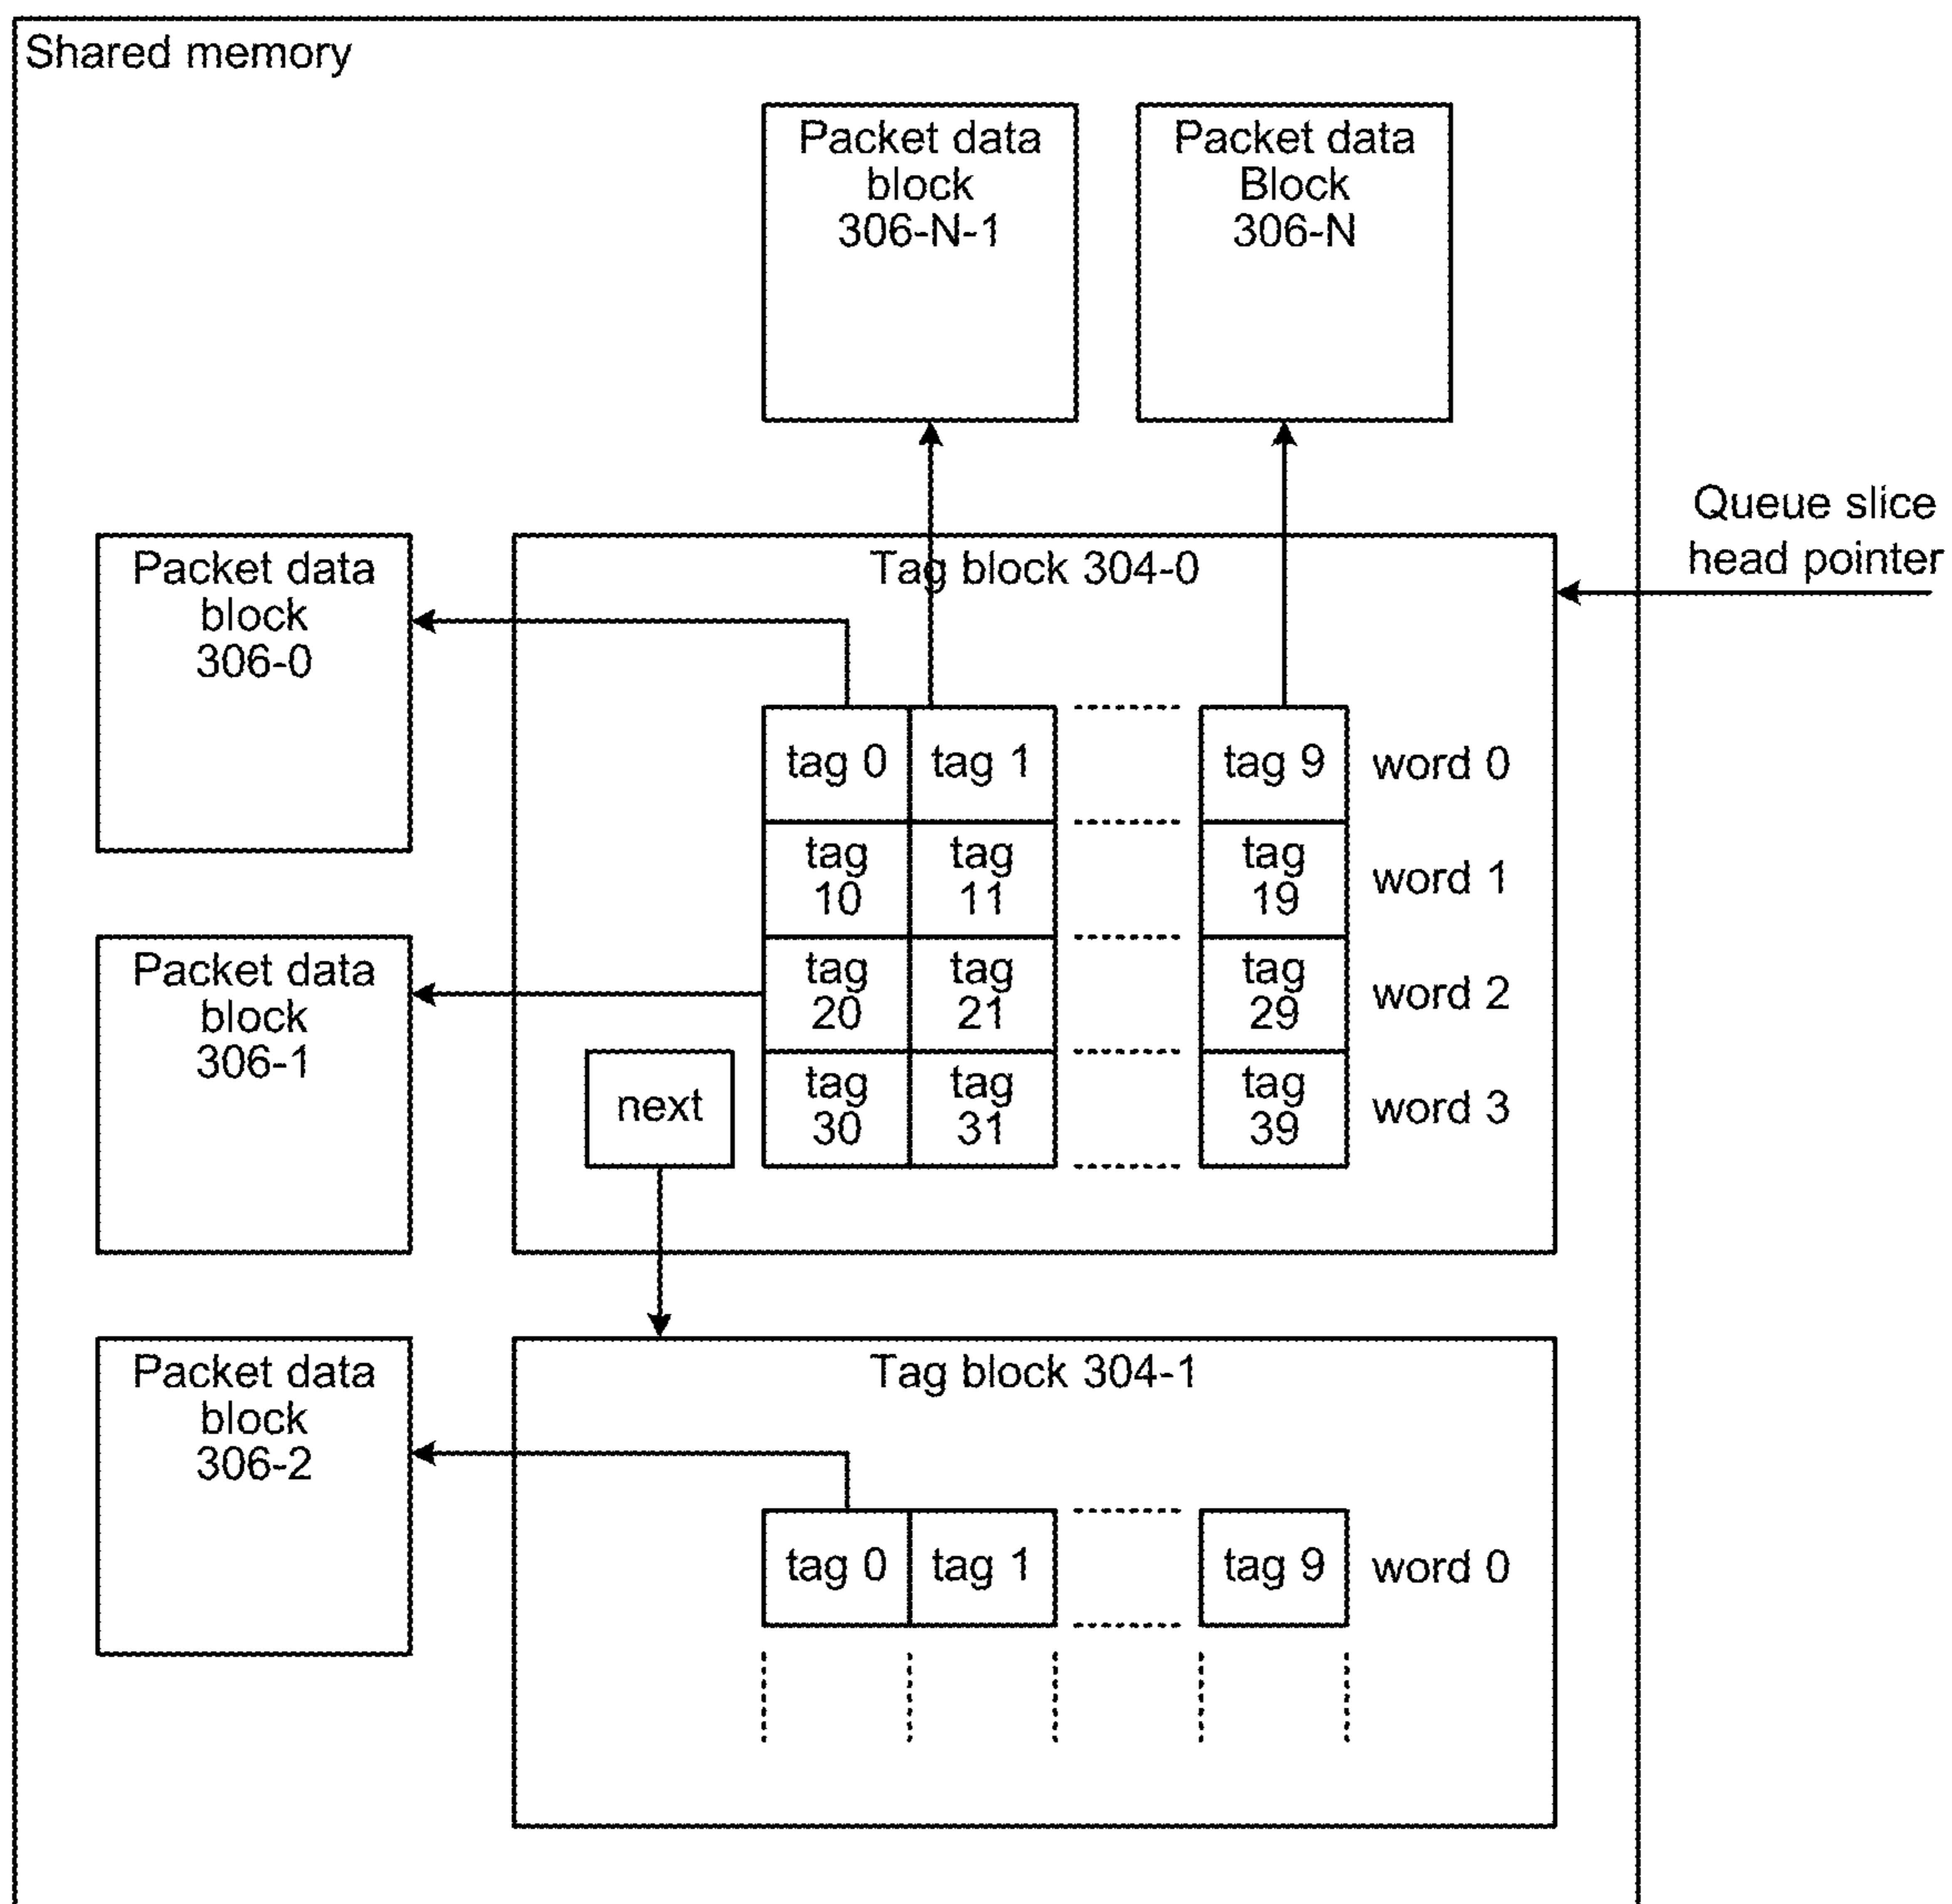 Shared memory
Packet data
block
306-N-1
Packet data
Block
306-N
Queue slice
head pointer
Packet data
block
306-0
Tag block 304-0
tag 0 tag 1 tag 9 word 0
tag
10
tag
11
tag
19
word 1
Packet data
block
306-1
tag
20
tag
21
tag
29
word 2
next
tag
30
tag
31
tag
39
word 3
Packet data
block
306-2
Tag block 304-1
tag 0 tag 1 tag 9 word 0